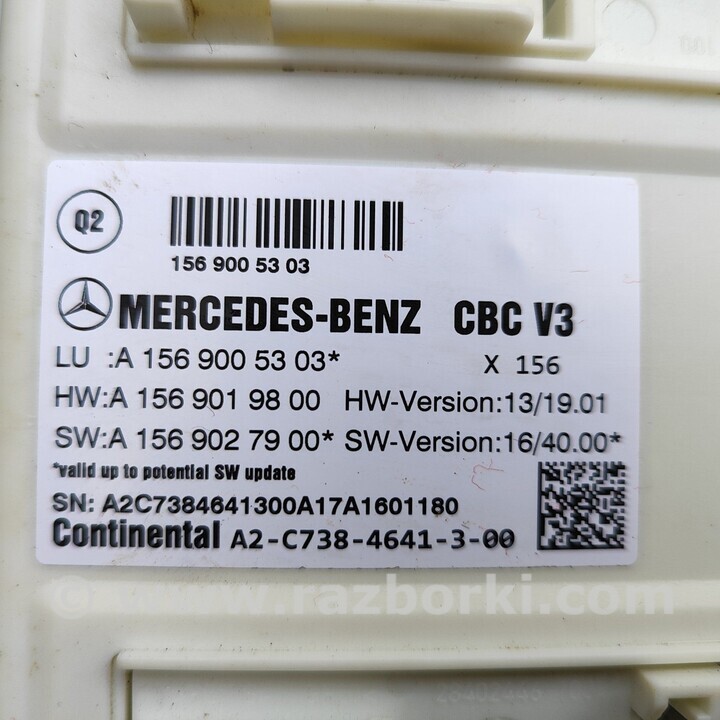 Q2
156 900 53 03
MERCEDES-BENZ CBC V3
LU :A 156 900 53 03* X 156
HW:A 156 901 98 00 HW-Version:13/19.01
SW:A 156 902 79 00* SW-Version:16/40.00*
*valid up to potential SW update
SN: A2C7384641300A17A1601180
Continental A2-C738-4641-3-00
www.razborki.com